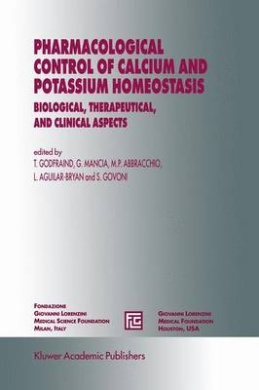 PHARMACOLOGICAL
CONTROL OF CALCIUM AND
POTASSIUM HOMEOSTASIS
BIOLOGICAL, THERAPEUTICAL,
AND CLINICAL ASPECTS
edited by
T. GODFRAIND, G. MANCIA, M.P. ABBRACCHIO,
L. AGUILAR-BRYAN and S. GOVONI
FONDAZIONE
GIOVANNI LORENZINI
MEDICAL SCIENCE FOUNDATION
MILAN, ITALY
GIOVANNI LORENZINI
MEDICAL FOUNDATION
HOUSTON, USA
Kluwer Academic Publishers